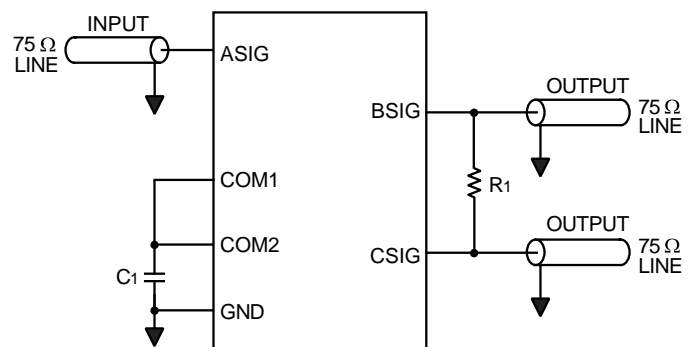 INPUT
75 Ω
LINE
ASIG
OUTPUT
BSIG
75 Ω
LINE
COM1
R1
COM2
OUTPUT
CSIG
75 Ω
LINE
C1
GND